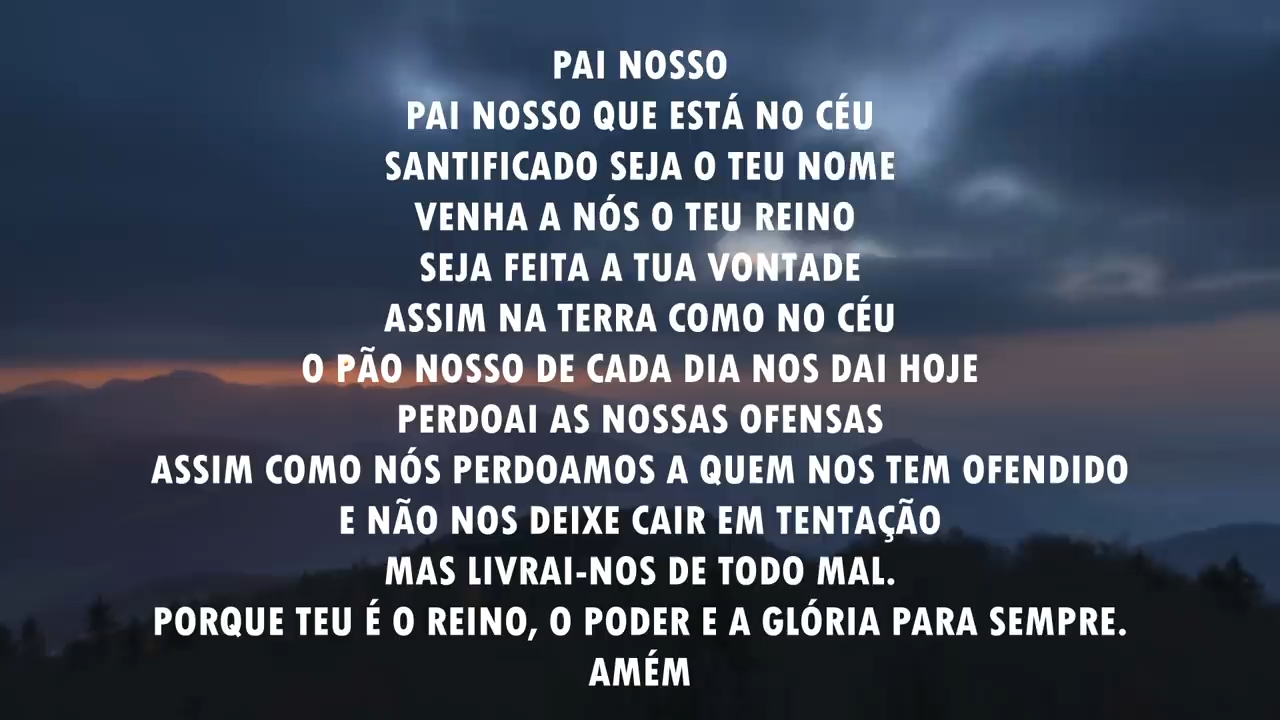 PAI NOSSO
PAI NOSSO QUE ESTÁ NO CÉU
SANTIFICADO SEJA O TEU NOME
VENHA A NÓS O TEU REINO
SEJA FEITA A TUA VONTADE
ASSIM NA TERRA COMO NO CÉU
O PÃO NOSSO DE CADA DIA NOS DAI HOJE
PERDOAI AS NOSSAS OFENSAS
ASSIM COMO NÓS PERDOAMOS A QUEM NOS TEM OFENDIDO
E NÃO NOS DEIXE CAIR EM TENTAÇÃO
MAS LIVRAI-NOS DE TODO MAL.
PORQUE TEU É O REINO, O PODER E A GLÓRIA PARA SEMPRE.
AMÉM